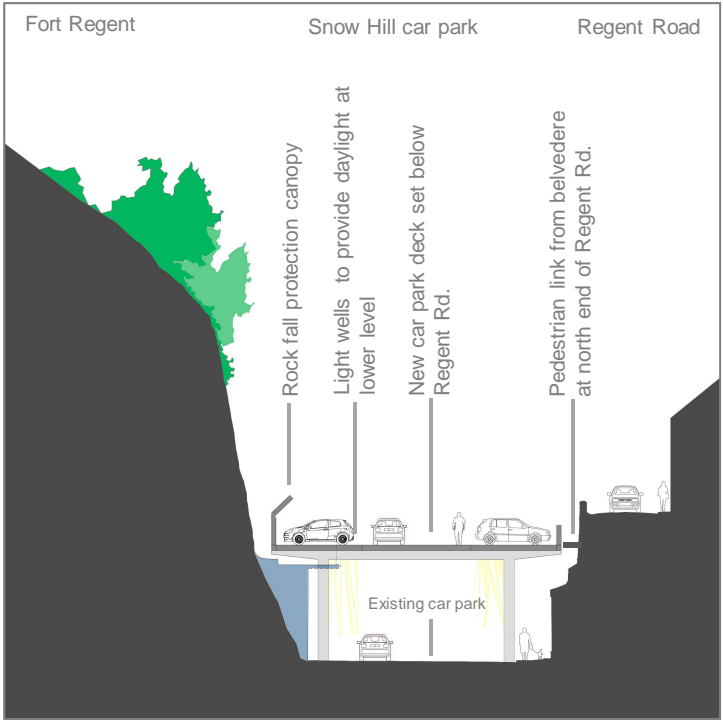 Fort Regent
Snow Hill car park
Regent Road
Rock fall protection canopy
Light wells to provide daylight at
lower level
New car park deck set below
Regent Rd.
Pedestrian link from belvedere
at north end of Regent Rd.
Existing car park